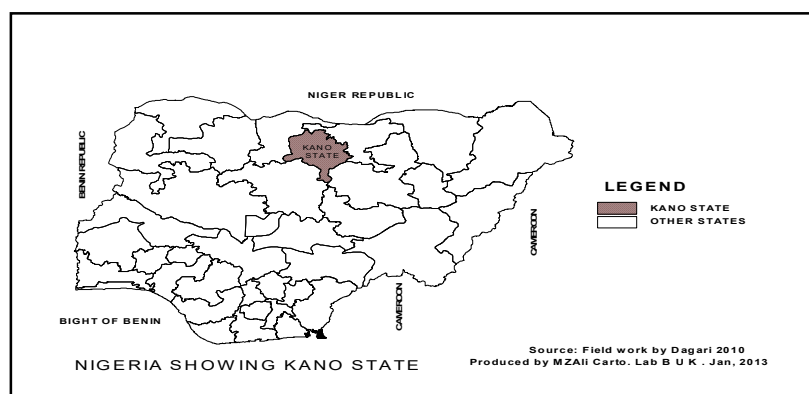 NIGER REPUBLIC
BENIN REPUBLIC
KANO
STATE
LEGEND
KANO STATE
OTHER STATES
CAMEROON
CAMEROON
BIGHT OF BENIN
NIGERIA SHOWING KANO STATE
Source: Field work by Dagari 2010
Produced by MZAli Carto. Lab B U K . Jan, 2013